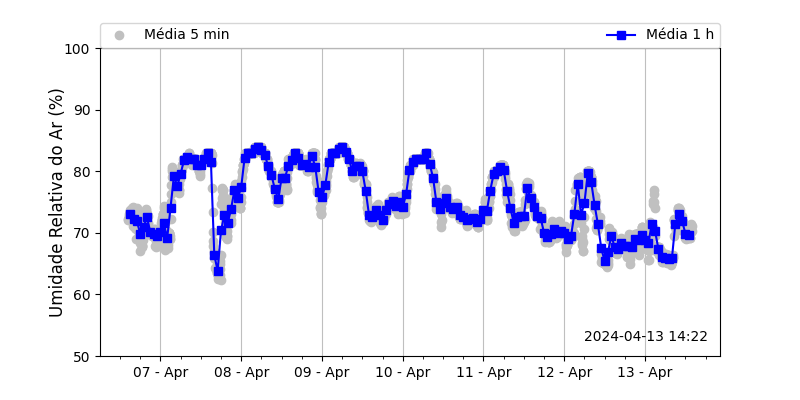 Média 5 min
Média 1 h
Umidade Relativa do Ar (%)
100
90
80
70
60
50
2024-04-13 14:22
07 - Apr
08 - Apr
09 - Apr
10 - Apr
11 - Apr
12 - Apr
13 - Apr